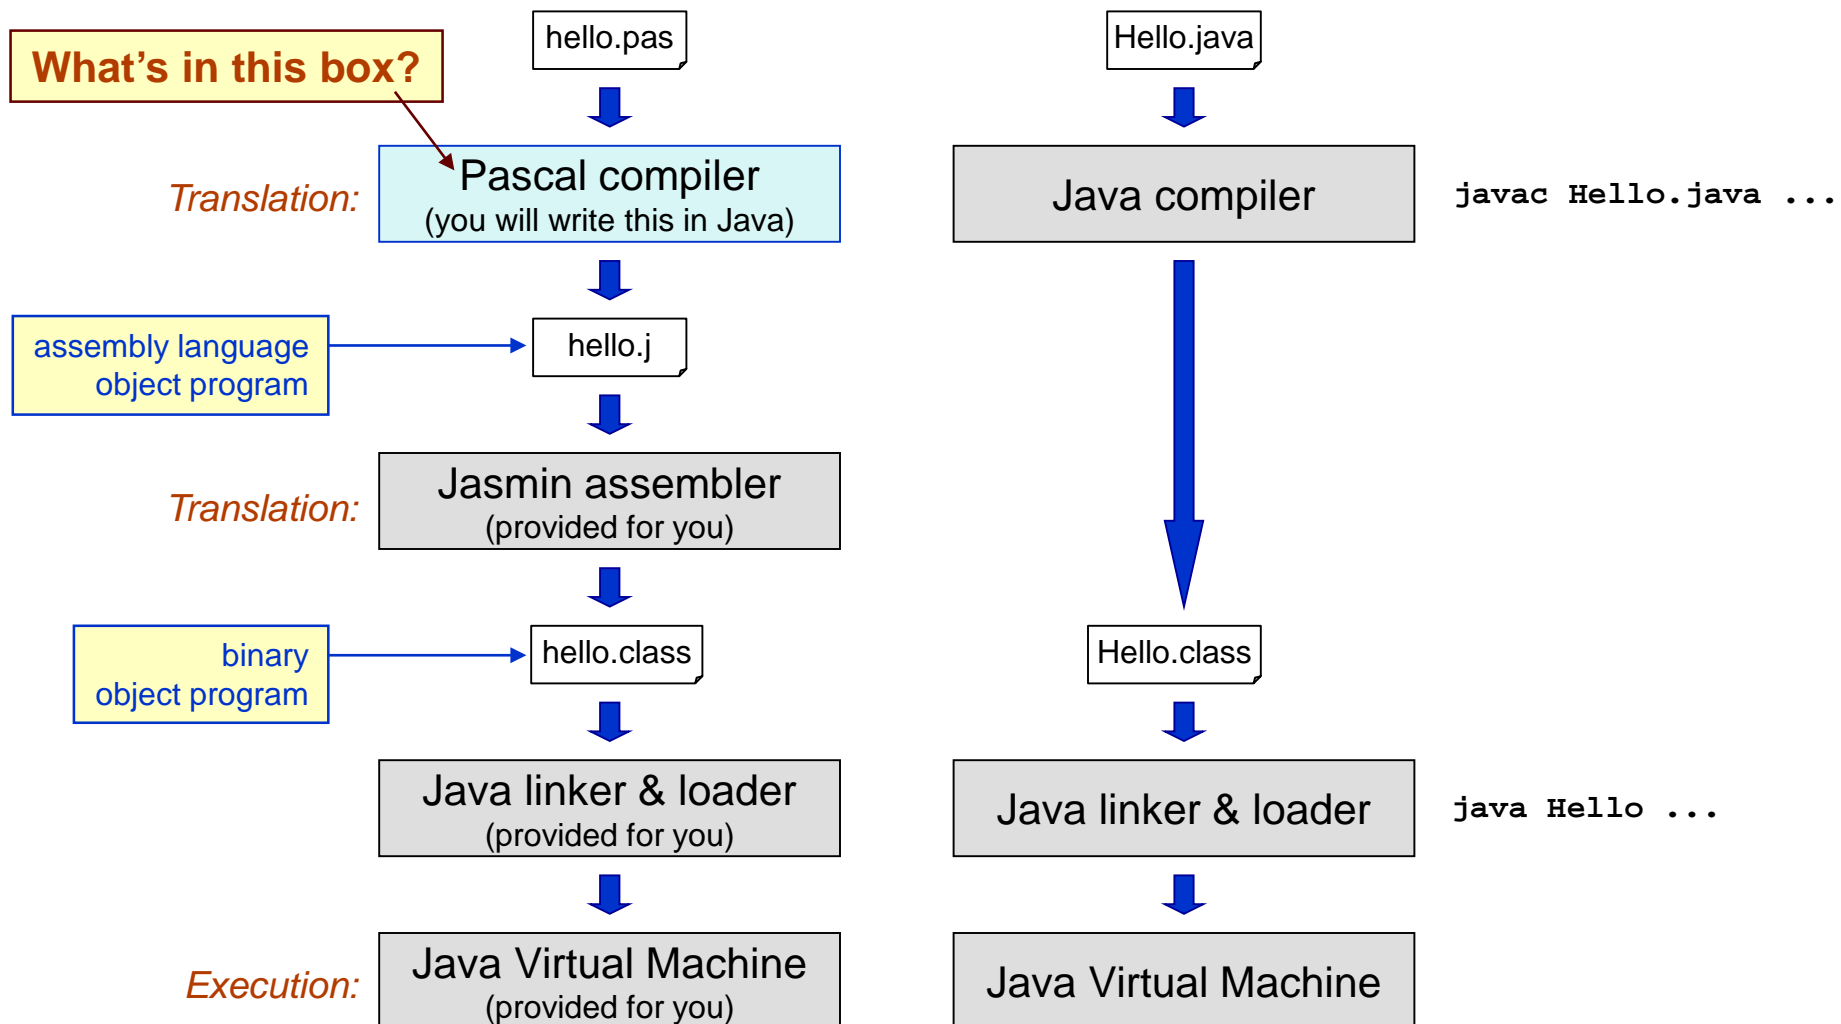 hello.pas
Hello.java
What’s in this box?
Translation:
Pascal compiler
(you will write this in Java)
Java compiler
javac Hello.java ...
assembly language
object program
hello.j
Translation:
Jasmin assembler
(provided for you)
binary
object program
hello.class
Hello.class
Java linker & loader
(provided for you)
Java linker & loader
java Hello ...
Execution:
Java Virtual Machine
(provided for you)
Java Virtual Machine